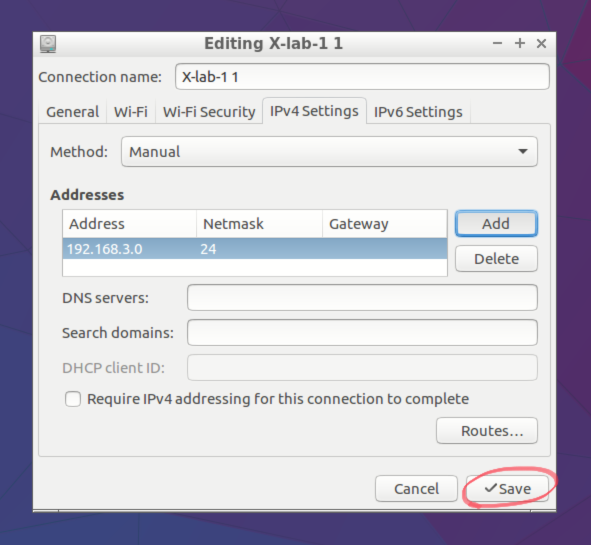 Editing X-lab-1 1
Connection name: X-lab-1 1
General Wi-Fi Wi-Fi Security IPv4 Settings IPv6 Settings
Method: Manual
Addresses
Address Netmask Gateway Add
192.168.3.0 24
Delete
DNS servers:
Search domains:
DHCP client ID:
Require IPv4 addressing for this connection to complete
Routes...
Cancel Save